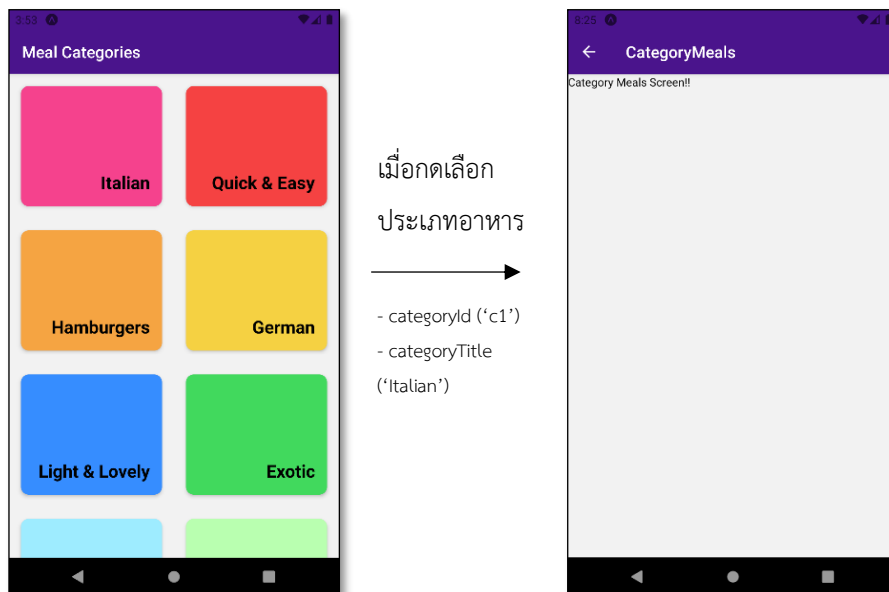 3:53
Meal Categories
Italian
Quick & Easy
Hamburgers
German
Light & Lovely
Exotic
เมื่อกดเลือก
ประเภทอาหาร
- categoryId (‘c1’)
- categoryTitle
(‘Italian’)
8:25
CategoryMeals
Category Meals Screen!!